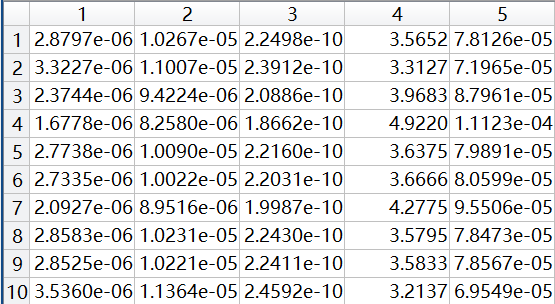 1 2 3 4 5
1 2.8797e-06 1.0267e-05 2.2498e-10 3.5652 7.8126e-05
2 3.3227e-06 1.1007e-05 2.3912e-10 3.3127 7.1965e-05
3 2.3744e-06 9.4224e-06 2.0886e-10 3.9683 8.7961e-05
4 1.6778e-06 8.2580e-06 1.8662e-10 4.9220 1.1123e-04
5 2.7738e-06 1.0090e-05 2.2160e-10 3.6375 7.9891e-05
6 2.7335e-06 1.0022e-05 2.2031e-10 3.6666 8.0599e-05
7 2.0927e-06 8.9516e-06 1.9987e-10 4.2775 9.5506e-05
8 2.8583e-06 1.0231e-05 2.2430e-10 3.5795 7.8473e-05
9 2.8525e-06 1.0221e-05 2.2411e-10 3.5833 7.8567e-05
10 3.5360e-06 1.1364e-05 2.4592e-10 3.2137 6.9549e-05